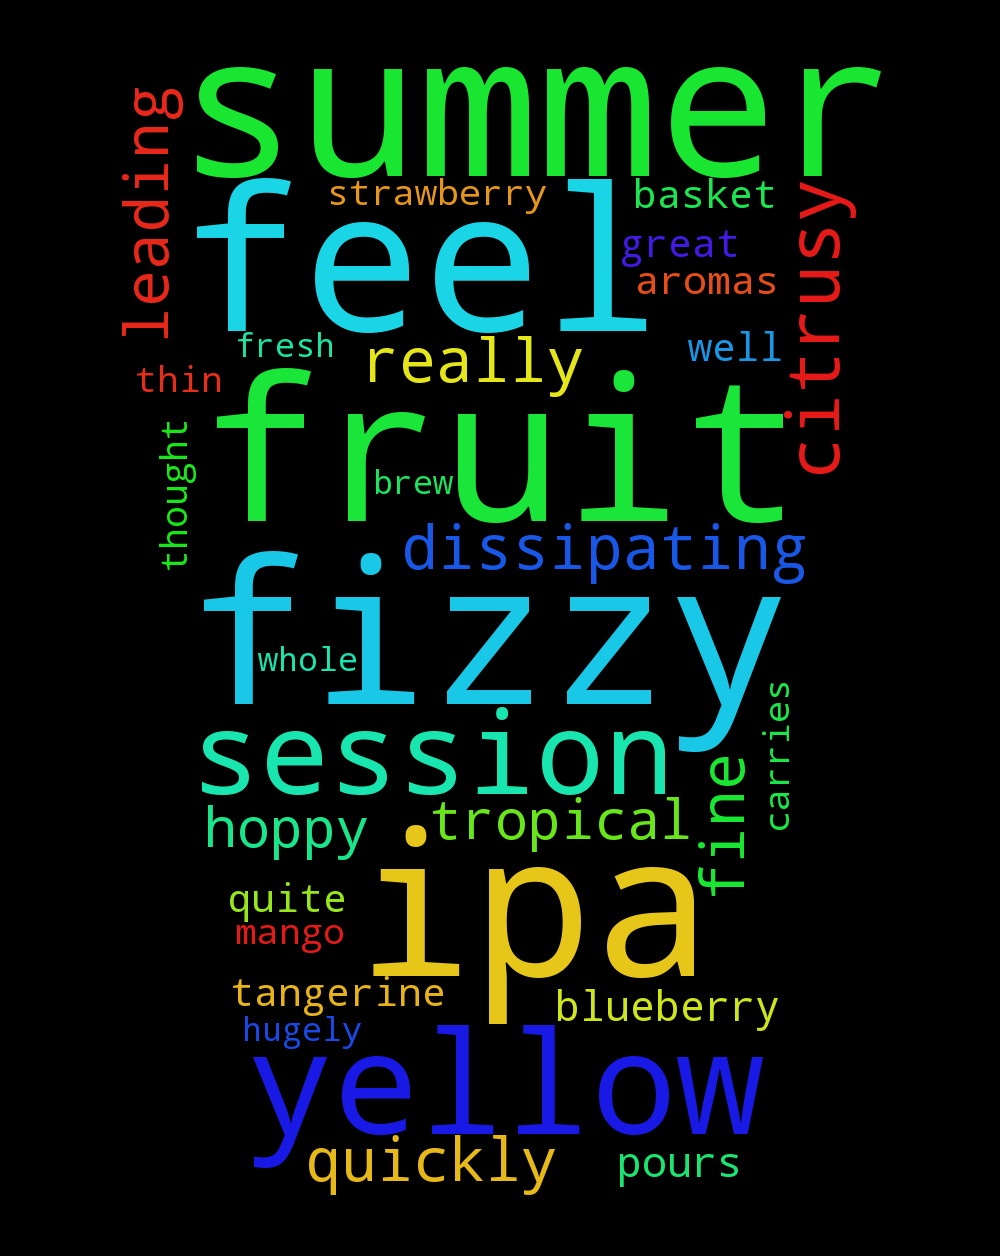 summer
leading
strawberry
basket
feel
citrusy
great
aromas
fresh
really
well
thin
fruit
thought
brew
dissipating
fizzy
whole
carries
session
fine
hoppy
tropical
ipa
quite
mango
tangerine
blueberry
hugely
yellow
quickly
pours